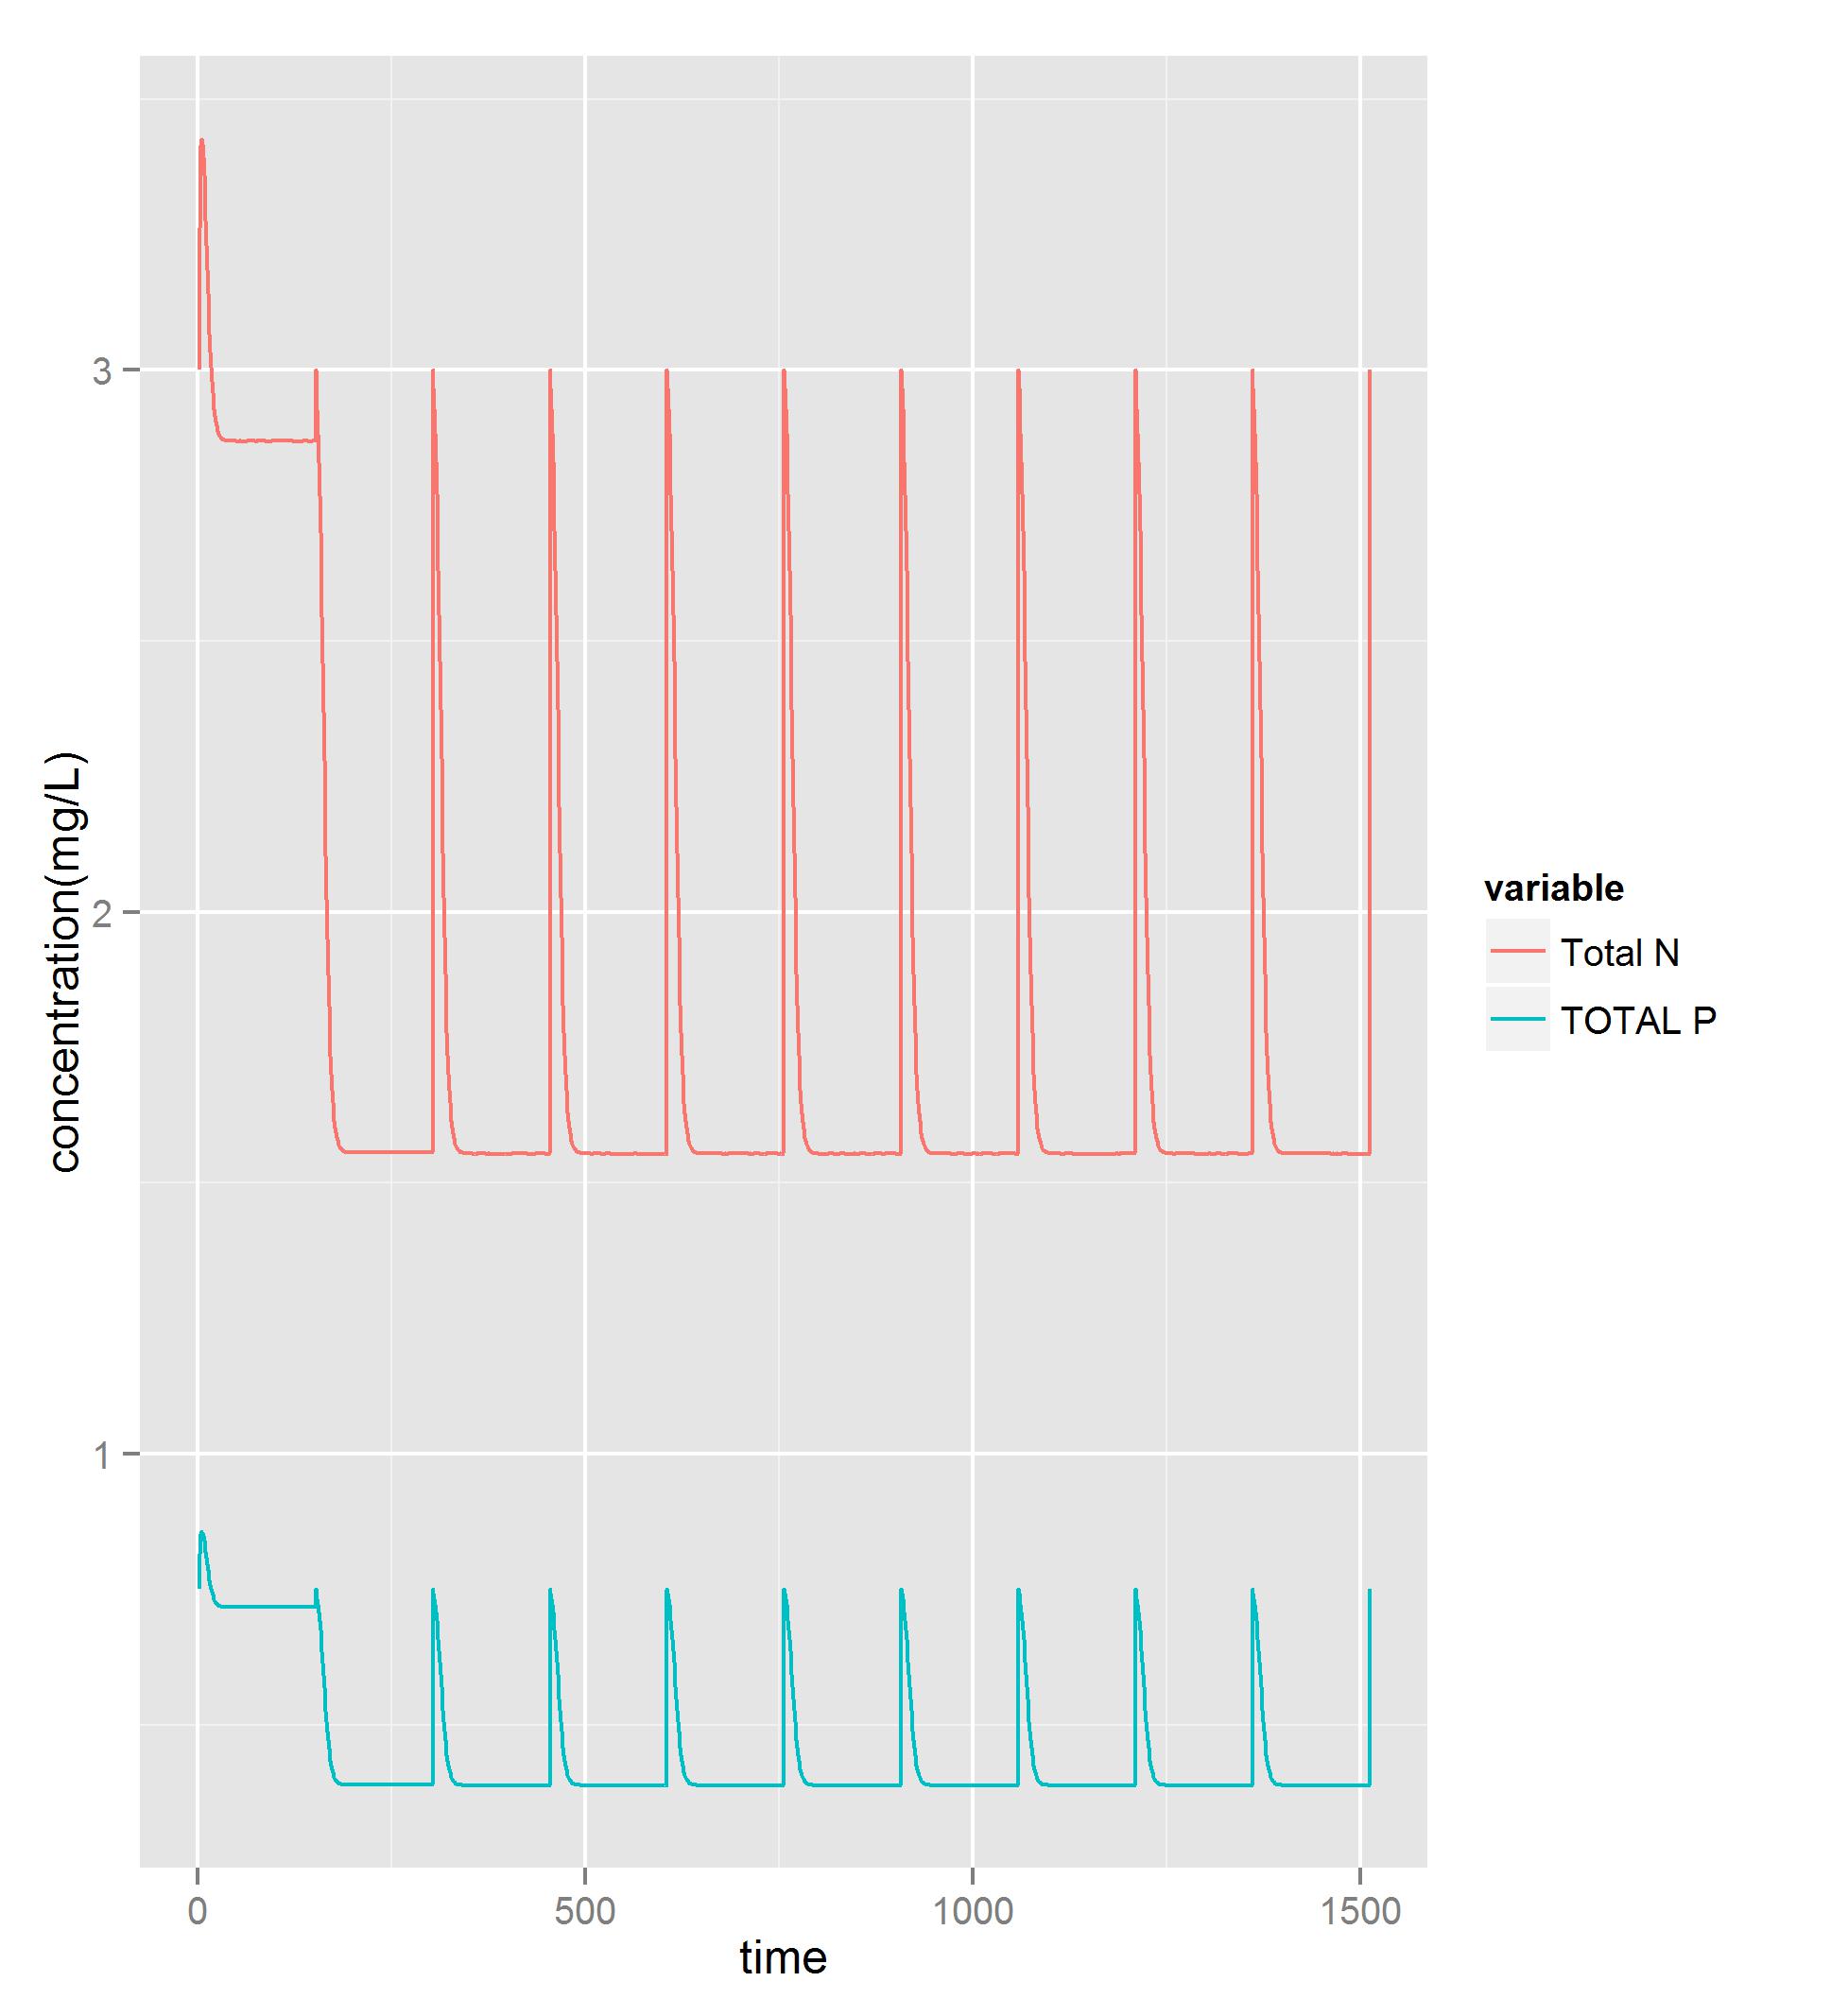 concentration(mg/L)
3
2
1
0 500 1000 1500
time
variable
Total N
TOTAL P